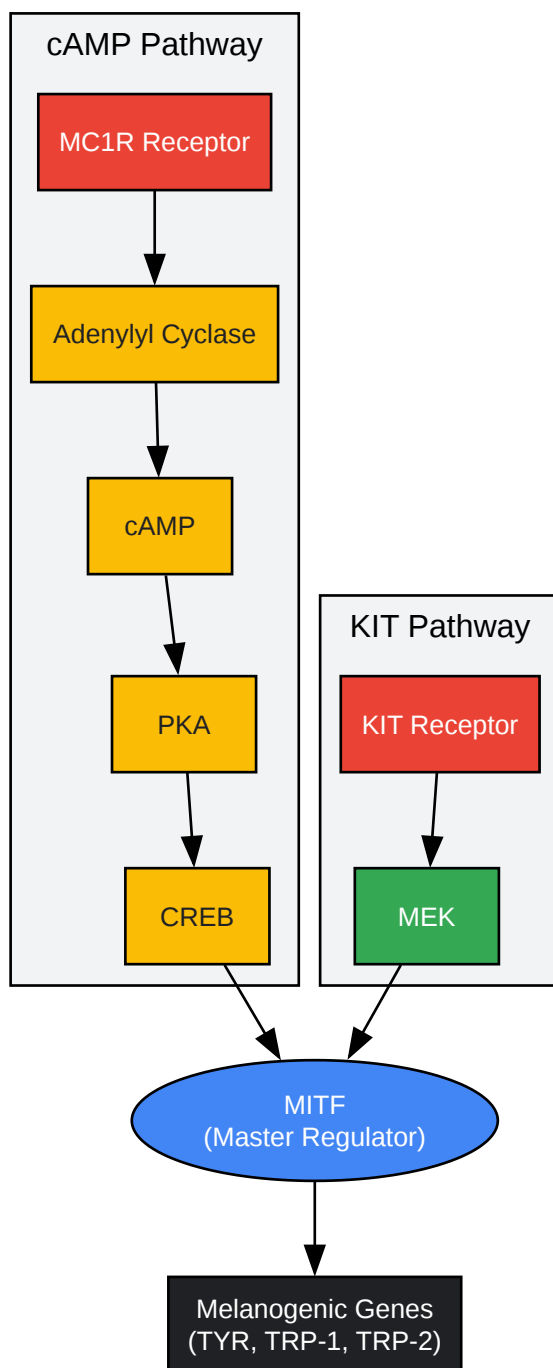 cAMP Pathway
MC1R Receptor
Adenylyl Cyclase
cAMP
PKA
CREB
KIT Pathway
KIT Receptor
MEK
MITF
(Master Regulator)
Melanogenic Genes
(TYR, TRP-1, TRP-2)